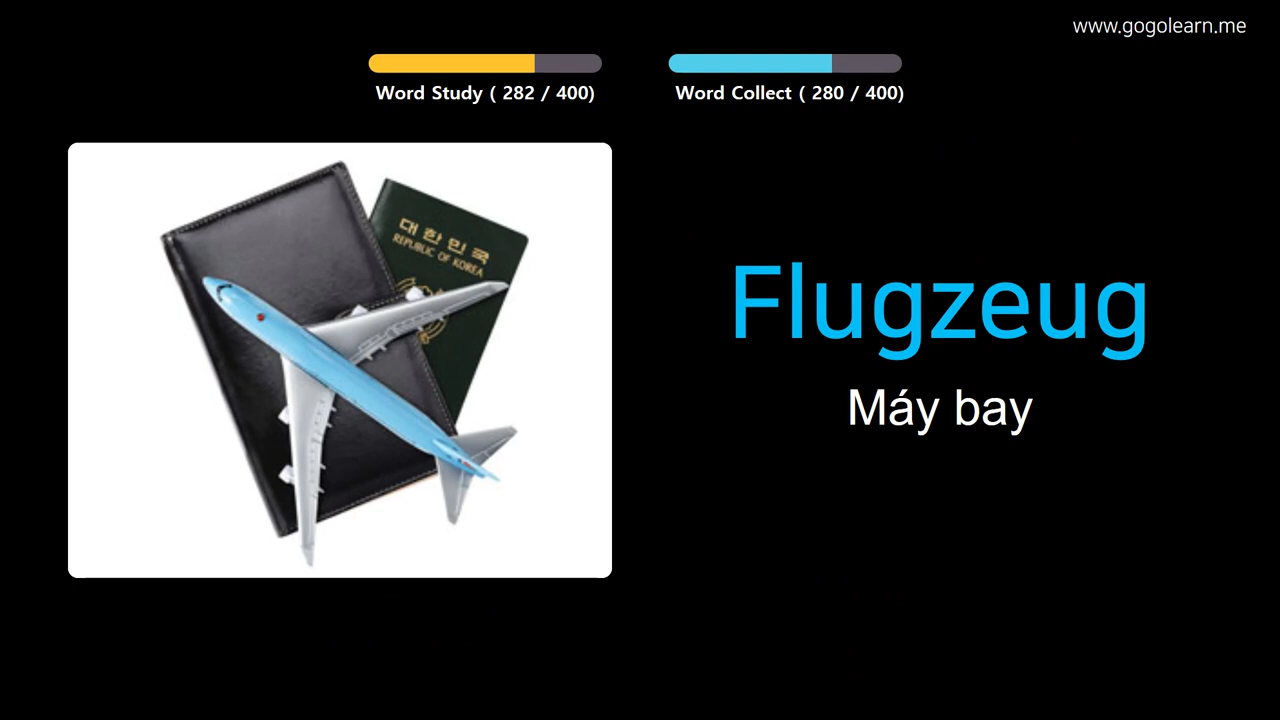 www.gogolearn.me
Word Study ( 282 / 400)
Word Collect ( 280 / 400)
대한민국
REPUBLIC OF KOREA
Flugzeug
Máy bay